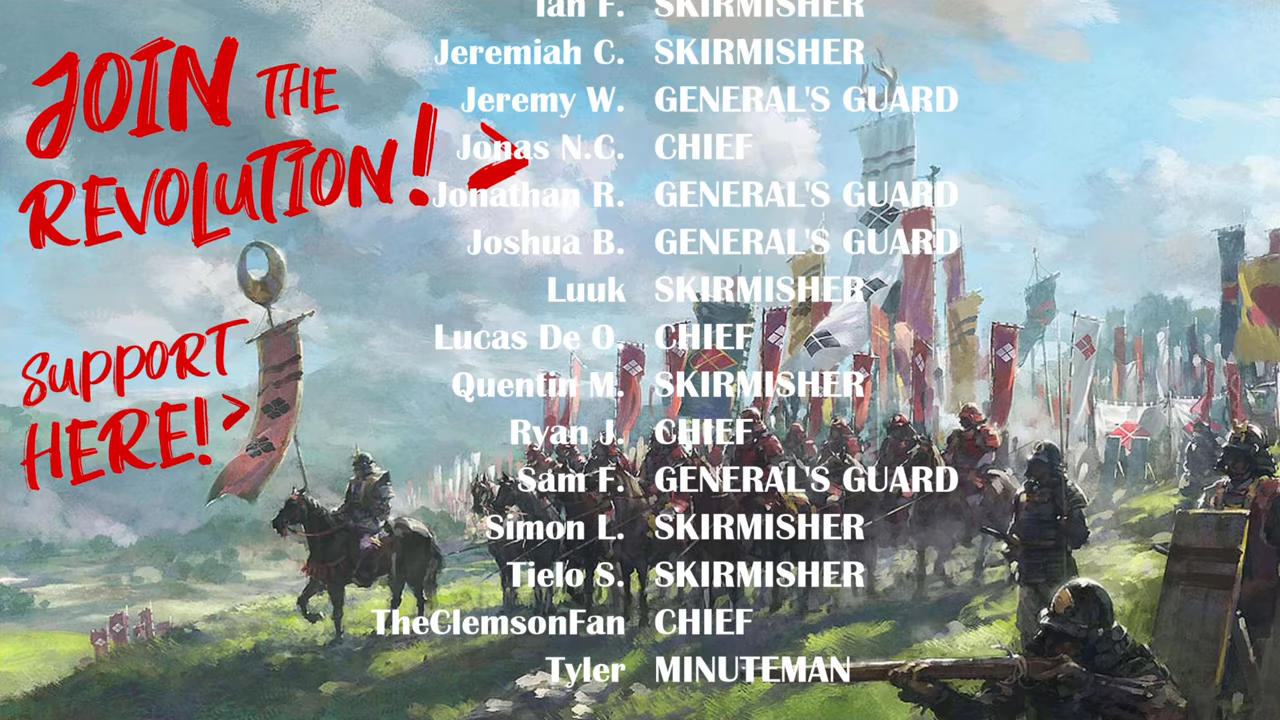 JOIN THE
REVOLUTION! >
SUPPORT
HERE! >
Ian F. SKIRMISHER
Jeremiah C. SKIRMISHER
Jeremy W. GENERAL'S GUARD
Jonas N.C. CHIEF
Jonathan R. GENERAL'S GUARD
Joshua B. GENERAL'S GUARD
Luuk SKIRMISHER
Lucas De O. CHIEF
Quentin M. SKIRMISHER
Ryan J. CHIEF
Sam F. GENERAL'S GUARD
Simon L. SKIRMISHER
Tielo S. SKIRMISHER
TheClemsonFan CHIEF
Tyler MINUTEMAN